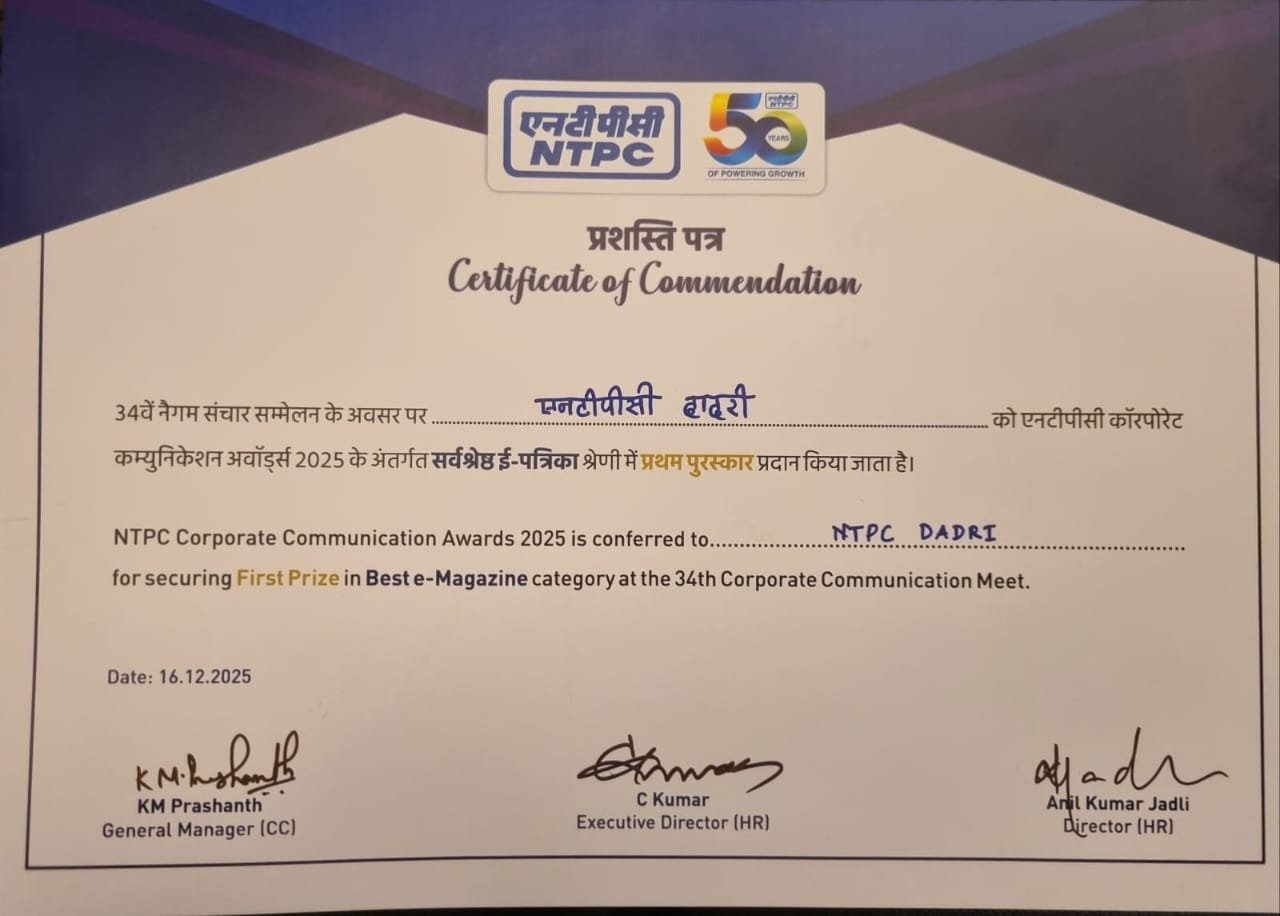 एनटीपीसी
NTPC
एनटीपीसी
NTPC
50
YEARS
OF POWERING GROWTH
प्रशस्ति पत्र
Certificate of Commendation
34वें नैगम संचार सम्मेलन के अवसर पर ........ एनटीपीसी दादरी ........ को एनटीपीसी कॉरपोरेट
कम्युनिकेशन अवॉर्ड्स 2025 के अंतर्गत सर्वश्रेष्ठ ई-पत्रिका श्रेणी में प्रथम पुरस्कार प्रदान किया जाता है।
NTPC Corporate Communication Awards 2025 is conferred to........ NTPC DADRI ........
for securing First Prize in Best e-Magazine category at the 34th Corporate Communication Meet.
Date: 16.12.2025
K M. Prashanth
KM Prashanth
General Manager (CC)
C Kumar
Executive Director (HR)
Anil Kumar Jadli
Director (HR)